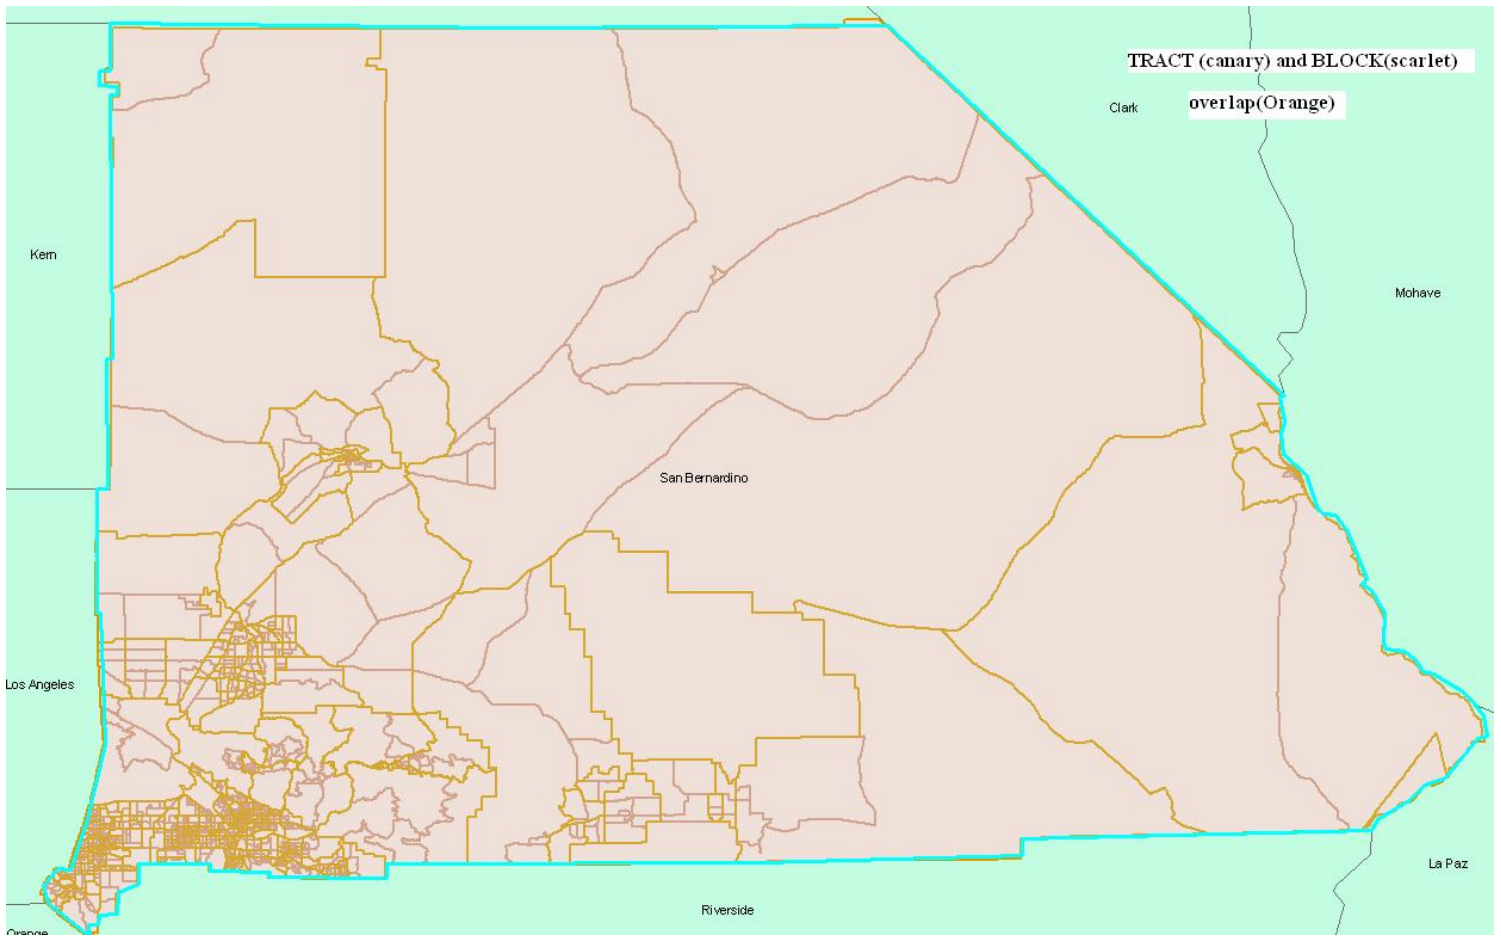 TRACT (canary) and BLOCK(scarlet)
overlap(Orange)
Clark
Kern
Mohave
San Bernardino
Los Angeles
La Paz
Riverside
Orange